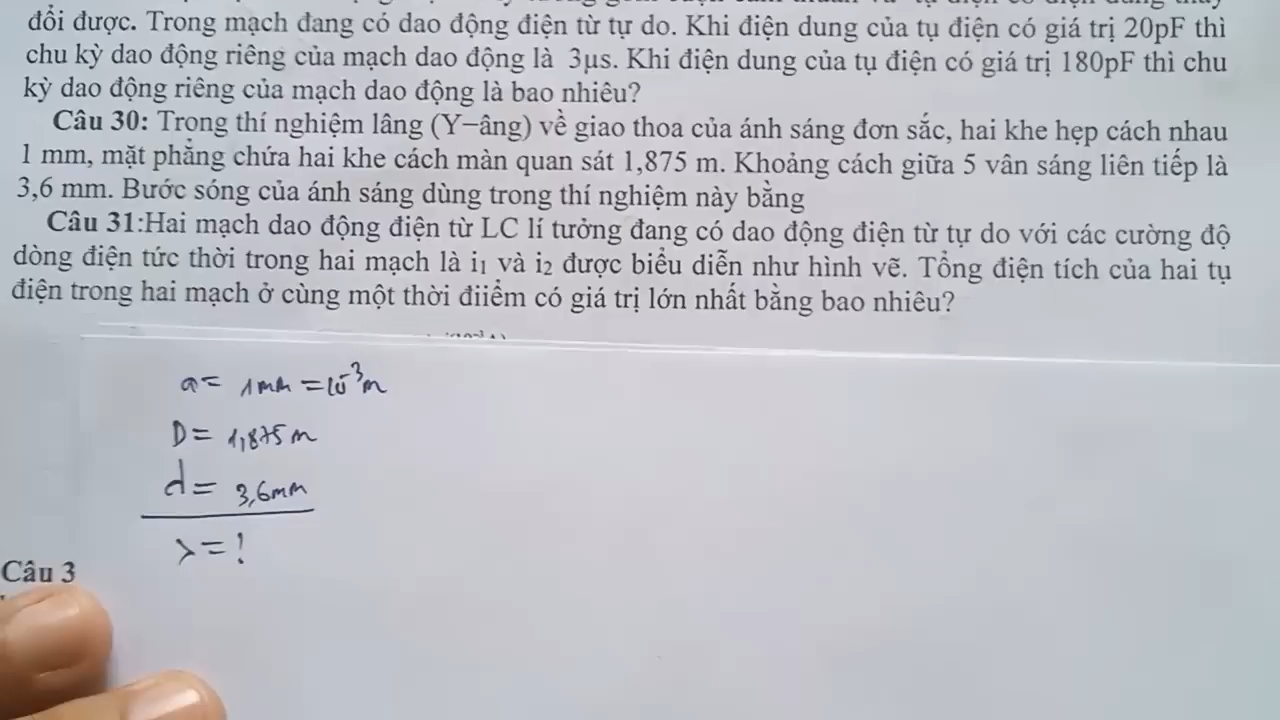 đổi được. Trong mạch đang có dao động điện từ tự do. Khi điện dung của tụ điện có giá trị 20pF thì
chu kỳ dao động riêng của mạch dao động là 3μs. Khi điện dung của tụ điện có giá trị 180pF thì chu
kỳ dao động riêng của mạch dao động là bao nhiêu?
Câu 30: Trong thí nghiệm lâng (Y−âng) về giao thoa của ánh sáng đơn sắc, hai khe hẹp cách nhau
1 mm, mặt phẳng chứa hai khe cách màn quan sát 1,875 m. Khoảng cách giữa 5 vân sáng liên tiếp là
3,6 mm. Bước sóng của ánh sáng dùng trong thí nghiệm này bằng
Câu 31:Hai mạch dao động điện từ LC lí tưởng đang có dao động điện từ tự do với các cường độ
dòng điện tức thời trong hai mạch là i₁ và i₂ được biểu diễn như hình vẽ. Tổng điện tích của hai tụ
điện trong hai mạch ở cùng một thời điiểm có giá trị lớn nhất bằng bao nhiêu?
a = 1mm = 10⁻³m
D = 1,875m
d = 3,6mm
λ = !
Câu 3